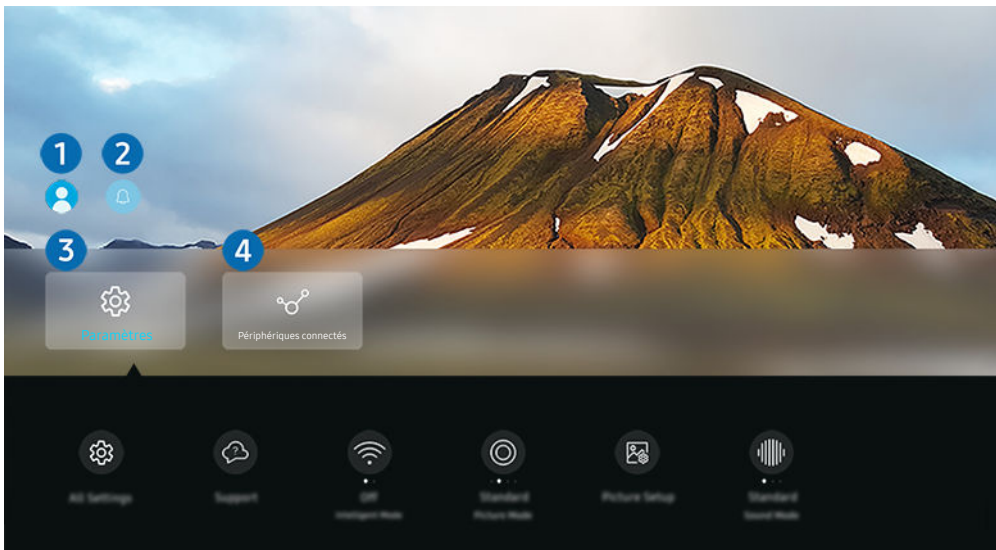 1 2
3 4
Paramètres
Périphériques connectés
?
All Settings
Support
Off
Intelligent Mode
Standard
Picture Mode
Picture Setup
Standard
Sound Mode